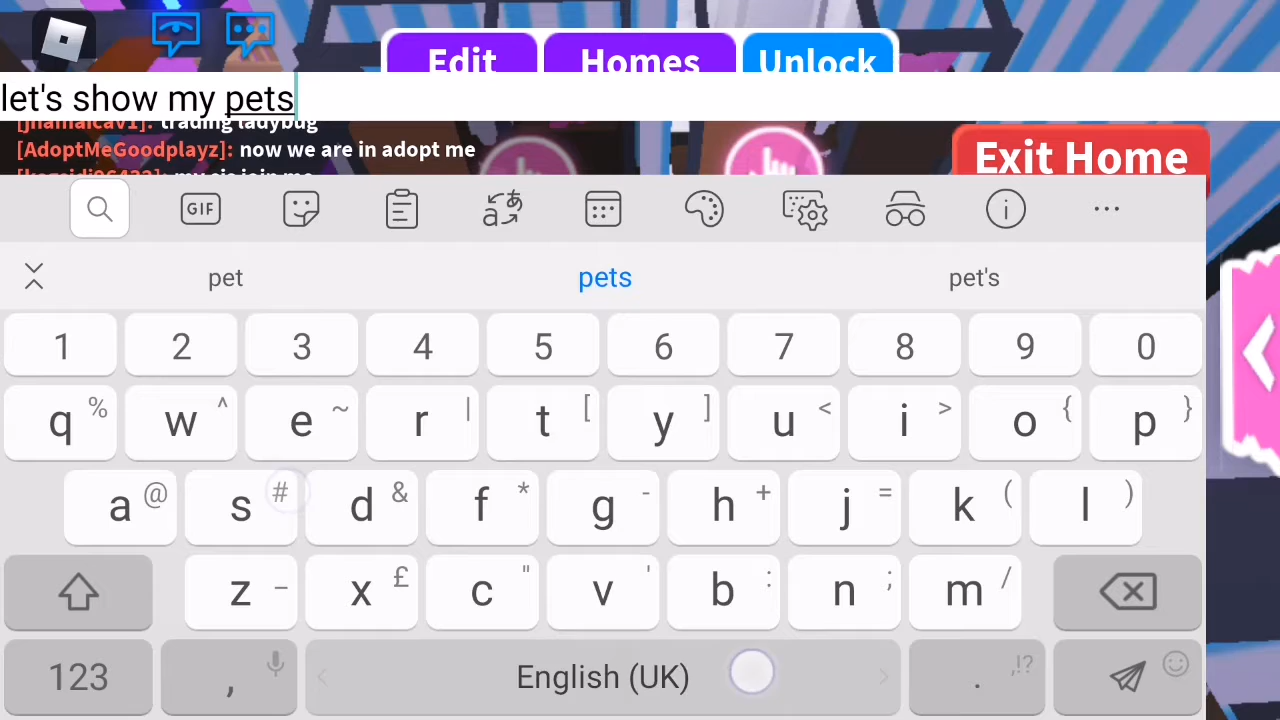 Edit Homes Unlock
let's show my pets
trading ladybug
[AdoptMeGoodplayz]: now we are in adopt me
Exit Home
GIF
pet pets pet's
1 2 3 4 5 6 7 8 9 0
q % w ^ e ~ r | t [ y ] u < i > o { p }
a @ s # d & f * g - h + j = k ( l )
z _ x £ c " v ' b : n ; m /
123 , English (UK) . ,!?